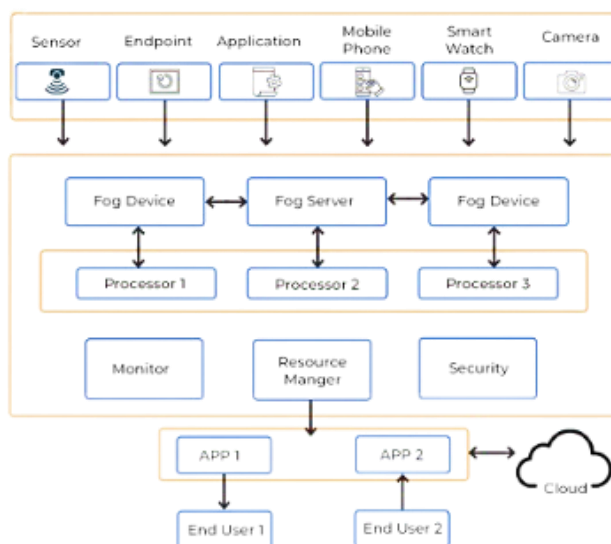 Sensor
Endpoint
Application
Mobile
Phone
Smart
Watch
Camera
Fog Device
Fog Server
Fog Device
Processor 1
Processor 2
Processor 3
Monitor
Resource
Manger
Security
APP 1
APP 2
Cloud
End User 1
End User 2